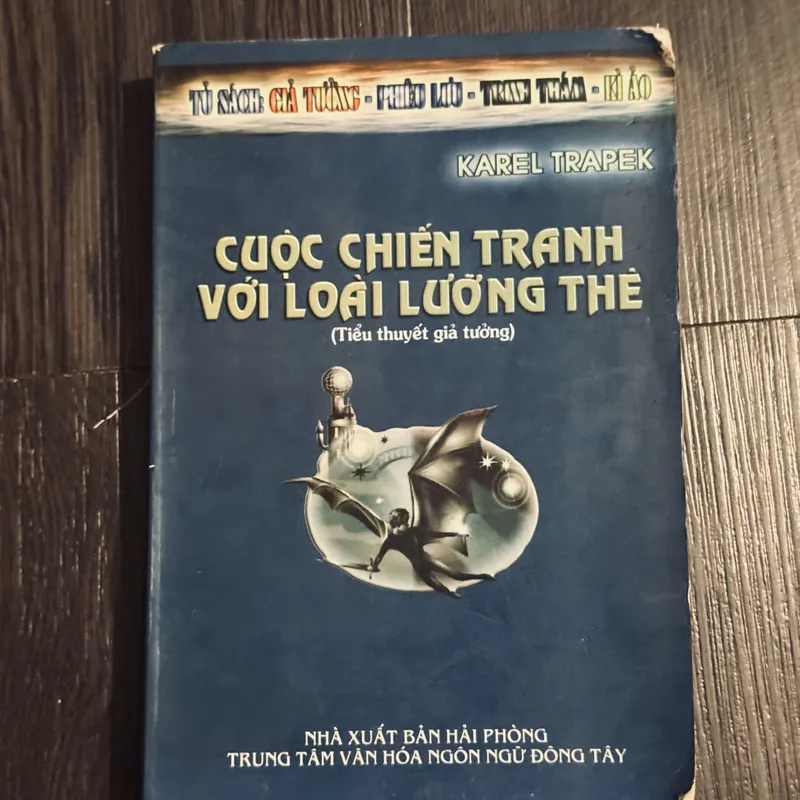 TỦ SÁCH: GIẢ TƯỞNG - PHIÊU LƯU - TRINH THÁM - KÌ ẢO
KAREL TRAPEK
CUỘC CHIẾN TRANH
VỚI LOÀI LƯỠNG THÊ
(Tiểu thuyết giả tưởng)
NHÀ XUẤT BẢN HẢI PHÒNG
TRUNG TÂM VĂN HÓA NGÔN NGỮ ĐÔNG TÂY